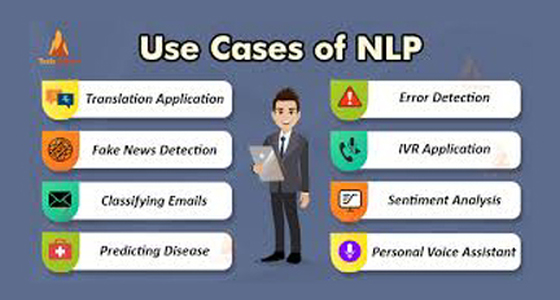 Use Cases of NLP
Translation Application
Fake News Detection
Classifying Emails
Predicting Disease
Error Detection
IVR Application
Sentiment Analysis
Personal Voice Assistant